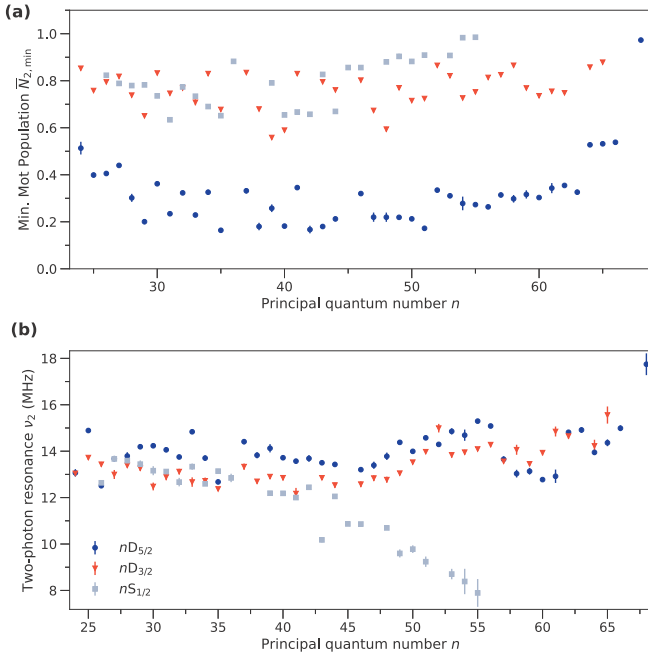 (a)
1.0
0.8
0.6
0.4
0.2
0.0
Min. Mot Population N̅₂,min
30
40
50
60
Principal quantum number n
(b)
18
16
14
12
10
8
Two-photon resonance ν₂ (MHz)
nD₅/₂
nD₃/₂
nS₁/₂
25
30
35
40
45
50
55
60
65
Principal quantum number n